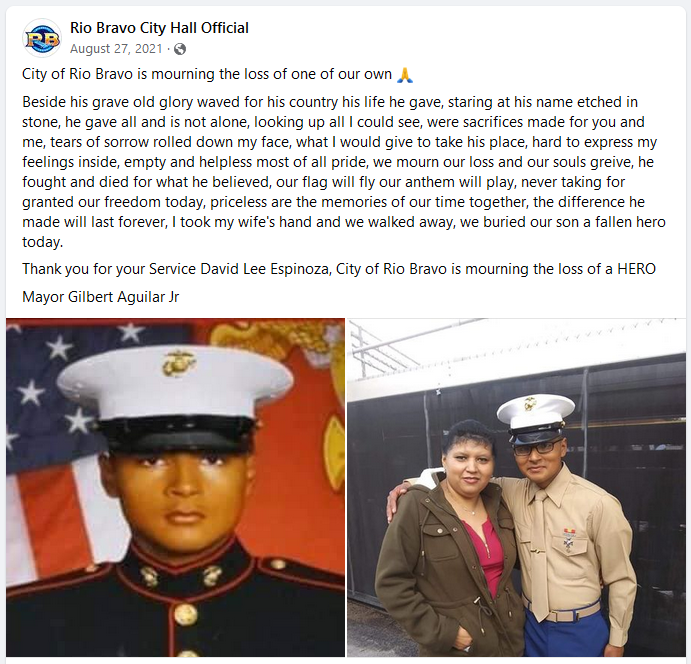 RB
Rio Bravo City Hall Official
August 27, 2021 ·
City of Rio Bravo is mourning the loss of one of our own 🙏
Beside his grave old glory waved for his country his life he gave, staring at his name etched in
stone, he gave all and is not alone, looking up all I could see, were sacrifices made for you and
me, tears of sorrow rolled down my face, what I would give to take his place, hard to express my
feelings inside, empty and helpless most of all pride, we mourn our loss and our souls greive, he
fought and died for what he believed, our flag will fly our anthem will play, never taking for
granted our freedom today, priceless are the memories of our time together, the difference he
made will last forever, I took my wife's hand and we walked away, we buried our son a fallen hero
today.
Thank you for your Service David Lee Espinoza, City of Rio Bravo is mourning the loss of a HERO
Mayor Gilbert Aguilar Jr